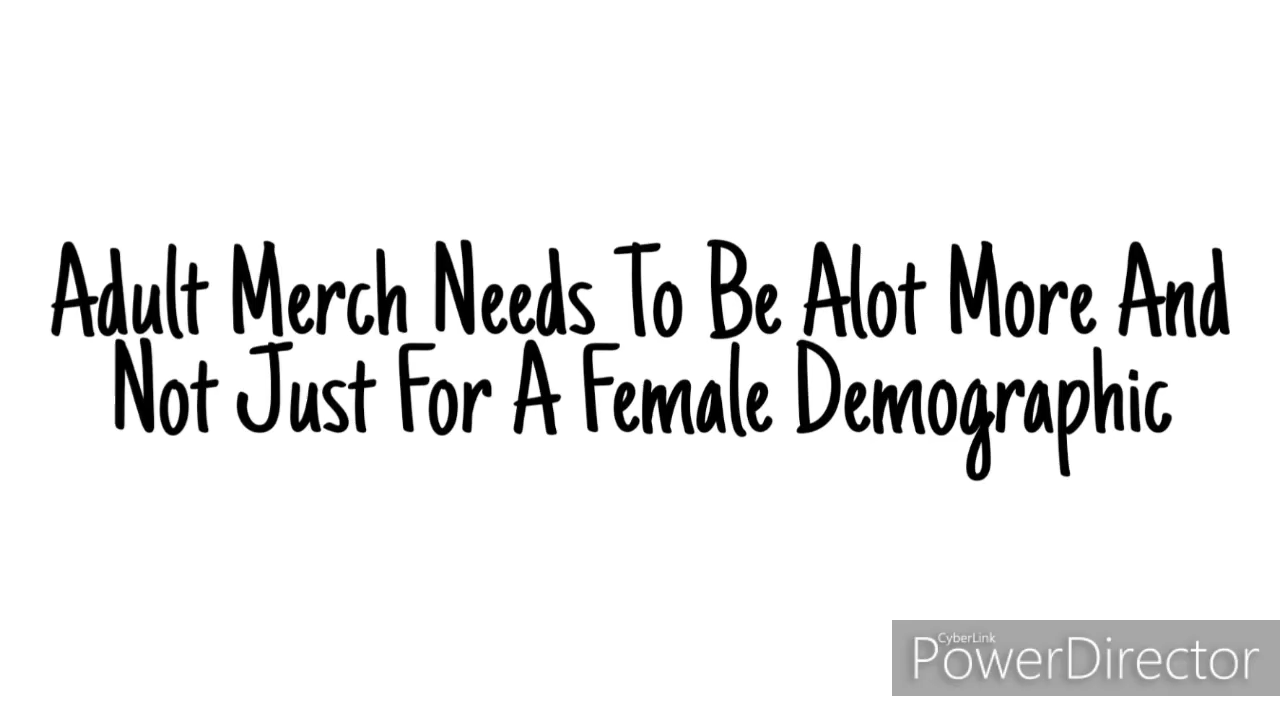 Adult Merch Needs To Be Alot More And
Not Just For A Female Demographic
CyberLink
PowerDirector